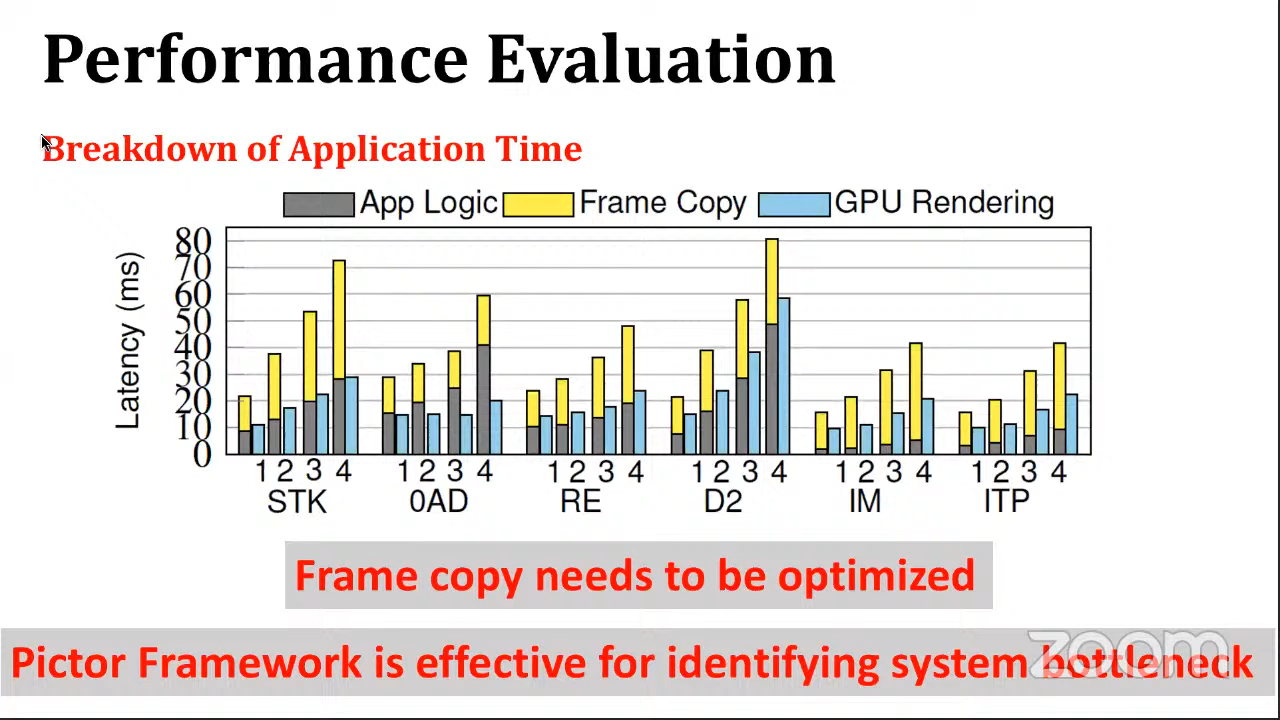 Performance Evaluation
Breakdown of Application Time
App Logic Frame Copy GPU Rendering
Latency (ms)
80
70
60
50
40
30
20
10
0
1 2 3 4 1 2 3 4 1 2 3 4 1 2 3 4 1 2 3 4 1 2 3 4
STK 0AD RE D2 IM ITP
Frame copy needs to be optimized
Pictor Framework is effective for identifying system bottleneck
zoom